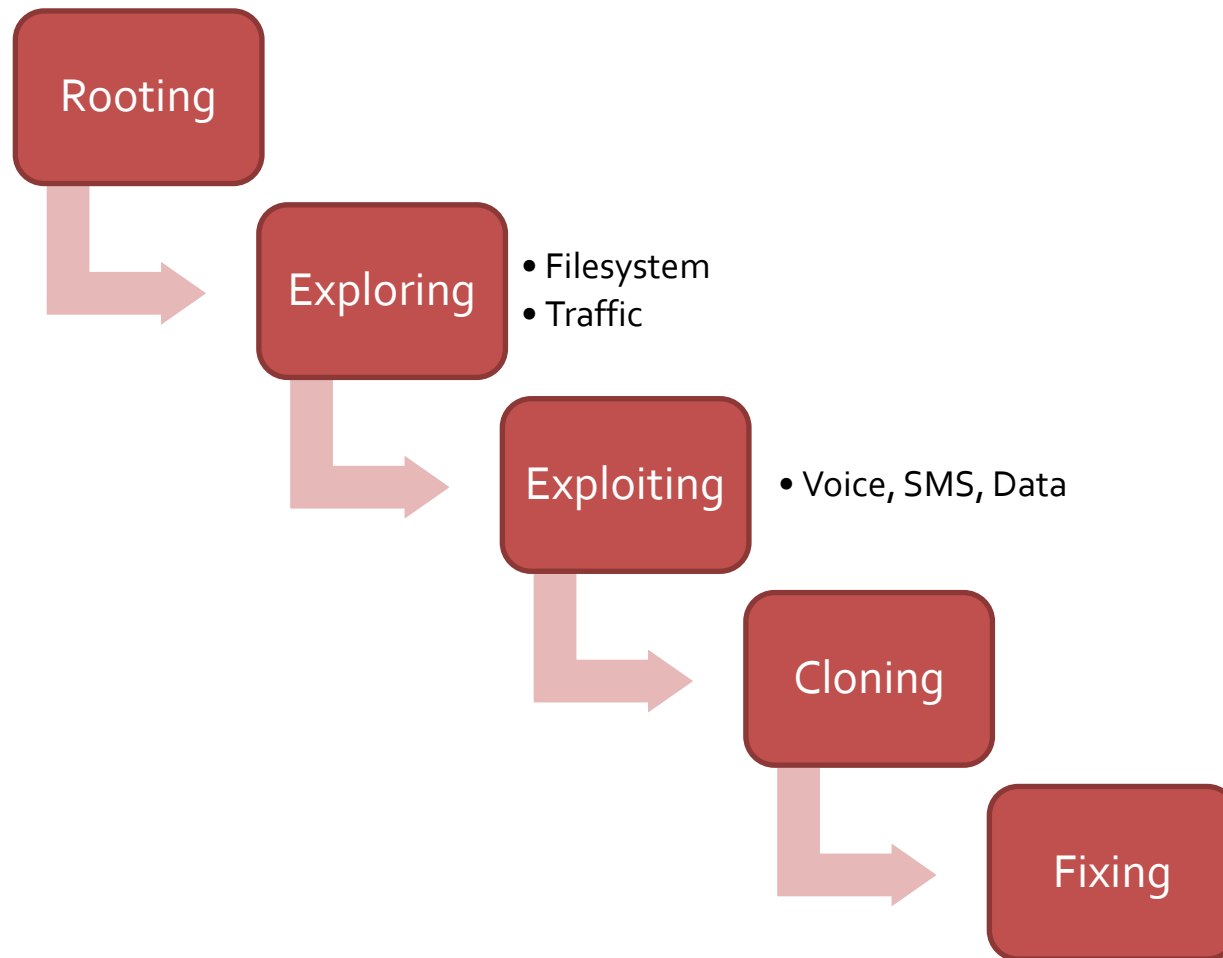 Rooting
Exploring
• Filesystem
• Traffic
Exploiting
• Voice, SMS, Data
Cloning
Fixing